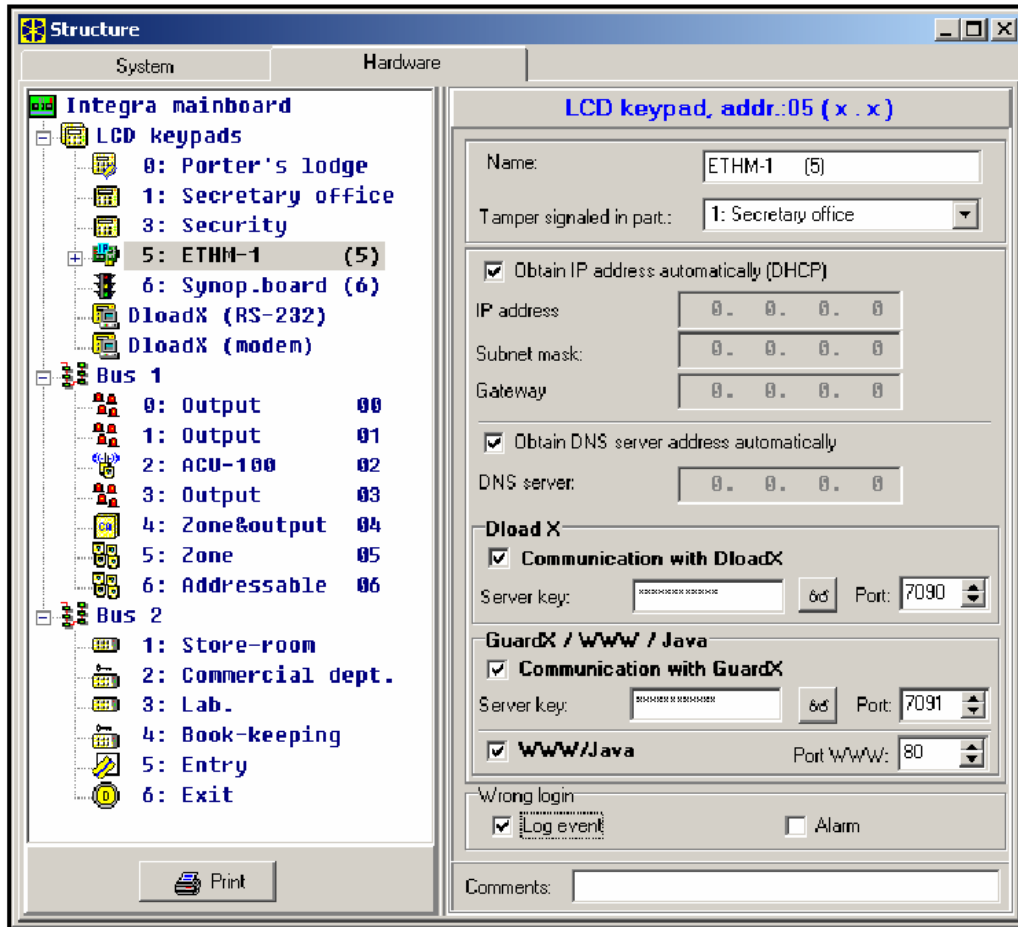 Structure
System
Hardware
Integra mainboard
LCD keypads
0: Porter's lodge
1: Secretary office
3: Security
5: ETHM-1 (5)
6: Synop.board (6)
DloadX (RS-232)
DloadX (modem)
Bus 1
0: Output 00
1: Output 01
2: ACU-100 02
3: Output 03
4: Zone&output 04
5: Zone 05
6: Addressable 06
Bus 2
1: Store-room
2: Commercial dept.
3: Lab.
4: Book-keeping
5: Entry
6: Exit
Print
LCD keypad, addr.:05 ( x . x )
Name: ETHM-1 (5)
Tamper signaled in part.: 1: Secretary office
Obtain IP address automatically (DHCP)
IP address 0. 0. 0. 0
Subnet mask: 0. 0. 0. 0
Gateway 0. 0. 0. 0
Obtain DNS server address automatically
DNS server: 0. 0. 0. 0
Dload X
Communication with DloadX
Server key: ************ Port: 7090
GuardX / WWW / Java
Communication with GuardX
Server key: ************ Port: 7091
WWW/Java Port WWW: 80
Wrong login
Log event Alarm
Comments: